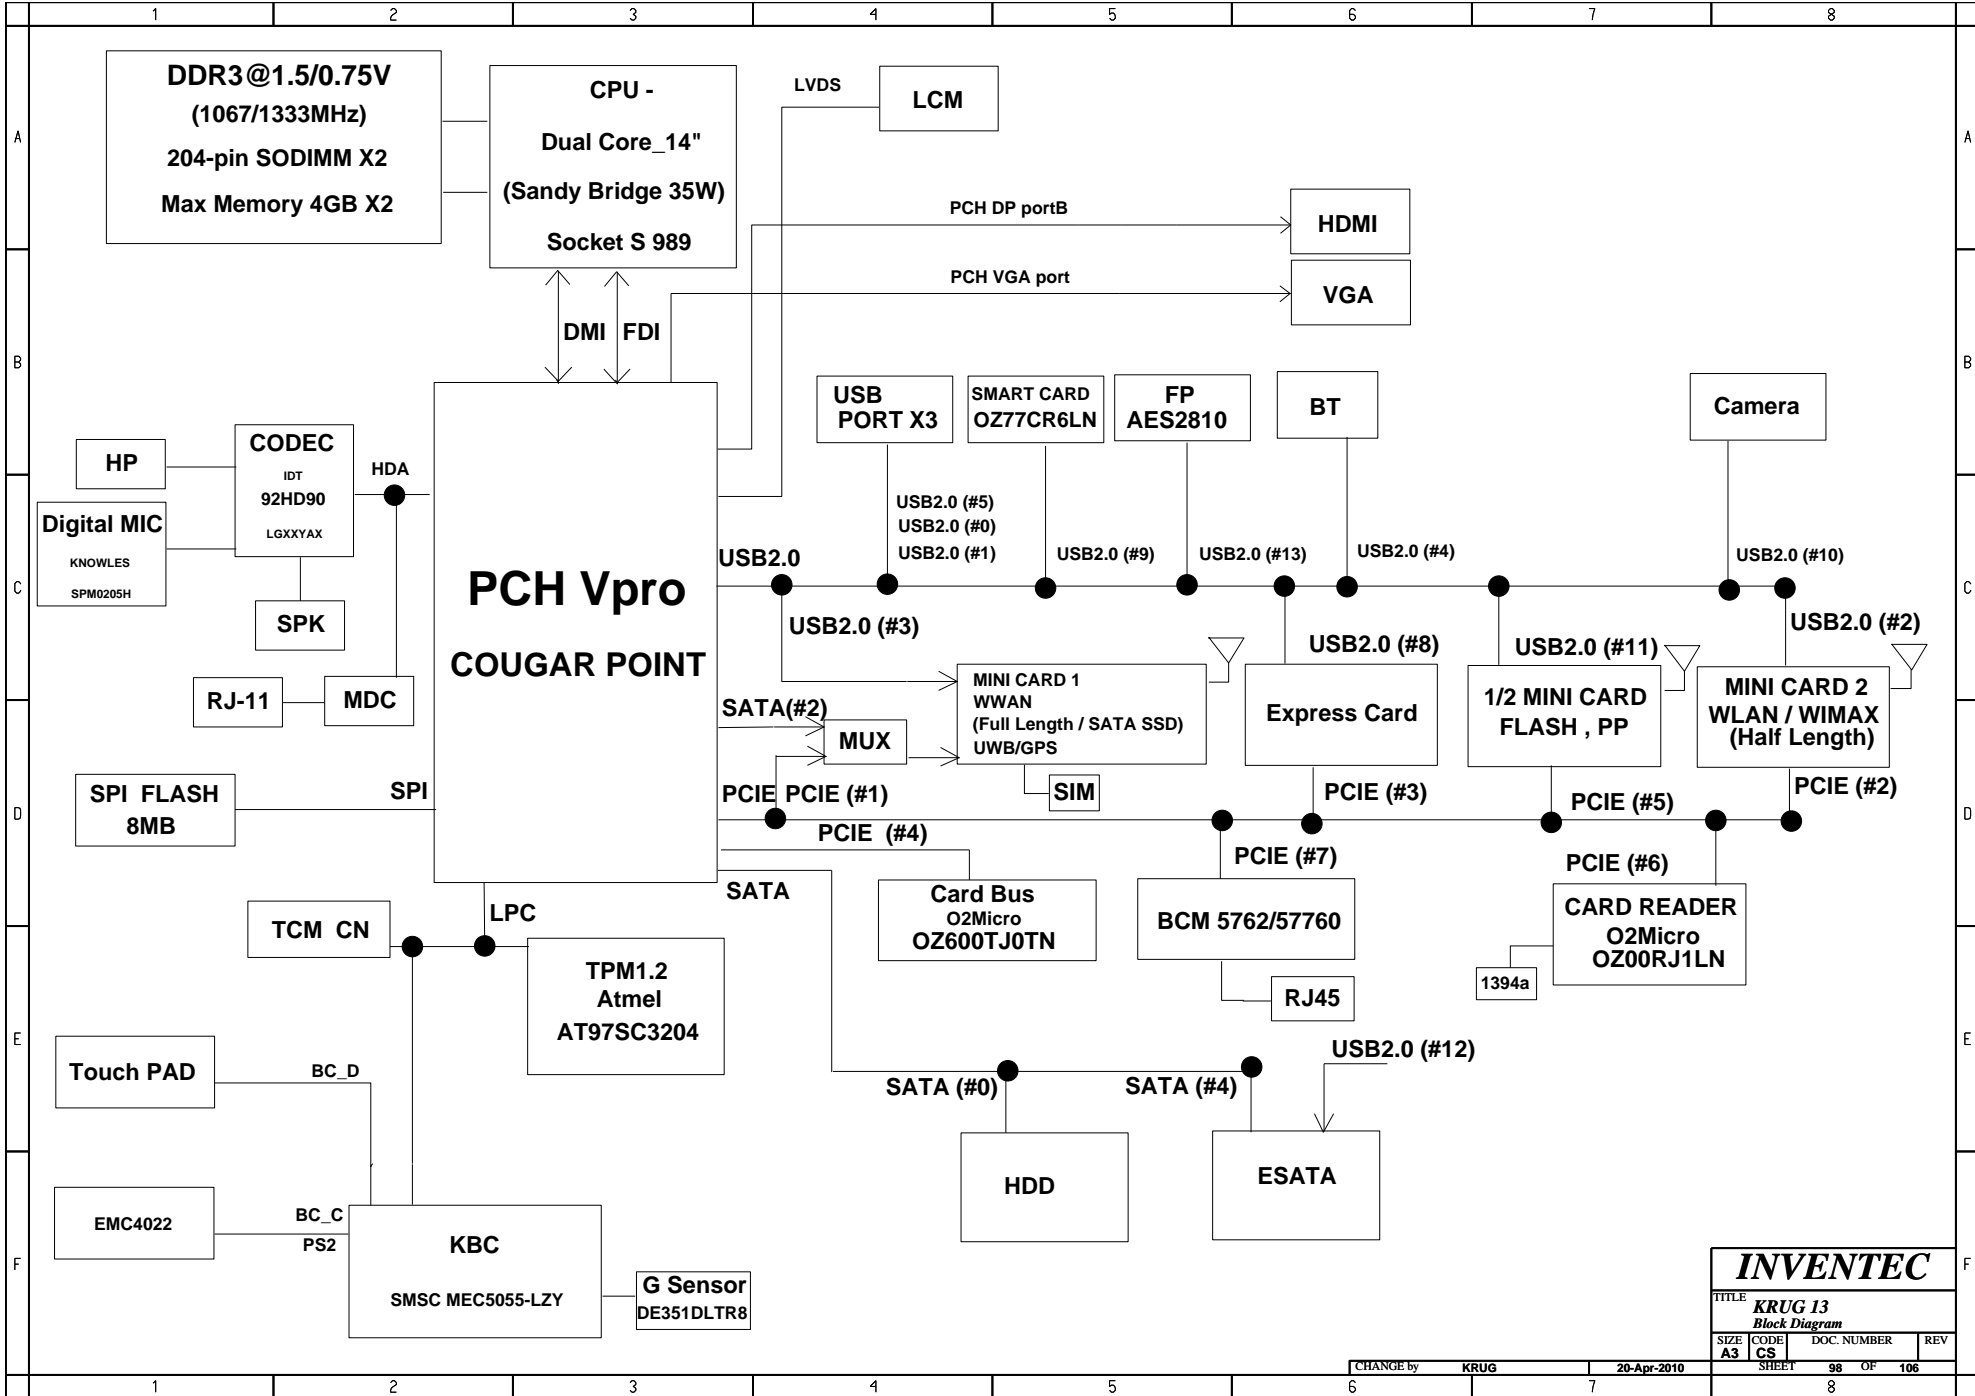 1 2 3 4 5 6 7 8
A A
B B
C C
D D
E E
F F
DDR3@1.5/0.75V
(1067/1333MHz)
204-pin SODIMM X2
Max Memory 4GB X2
CPU -
Dual Core_14"
(Sandy Bridge 35W)
Socket S 989
LVDS
LCM
PCH DP portB
HDMI
PCH VGA port
VGA
DMI FDI
USB
PORT X3
SMART CARD
OZ77CR6LN
FP
AES2810
BT
Camera
HP
CODEC
IDT
92HD90
LGXXYAX
HDA
Digital MIC
KNOWLES
SPM0205H
SPK
RJ-11
MDC
PCH Vpro
COUGAR POINT
USB2.0
USB2.0 (#5)
USB2.0 (#0)
USB2.0 (#1)
USB2.0 (#9)
USB2.0 (#13)
USB2.0 (#4)
USB2.0 (#10)
USB2.0 (#3)
USB2.0 (#8)
USB2.0 (#11)
USB2.0 (#2)
SATA(#2)
MUX
MINI CARD 1
WWAN
(Full Length / SATA SSD)
UWB/GPS
SIM
Express Card
1/2 MINI CARD
FLASH , PP
MINI CARD 2
WLAN / WIMAX
(Half Length)
SPI FLASH
8MB
SPI
PCIE PCIE (#1)
PCIE (#3)
PCIE (#5)
PCIE (#2)
PCIE (#4)
PCIE (#7)
PCIE (#6)
SATA
LPC
TCM CN
TPM1.2
Atmel
AT97SC3204
Card Bus
O2Micro
OZ600TJ0TN
BCM 5762/57760
RJ45
CARD READER
O2Micro
OZ00RJ1LN
1394a
Touch PAD
BC_D
SATA (#0)
SATA (#4)
USB2.0 (#12)
HDD
ESATA
EMC4022
BC_C
PS2
KBC
SMSC MEC5055-LZY
G Sensor
DE351DLTR8
INVENTEC
TITLE
KRUG 13
Block Diagram
SIZE CODE DOC. NUMBER REV
A3 CS
CHANGE by KRUG 20-Apr-2010 SHEET 98 OF 106
1 2 3 4 5 6 7 8